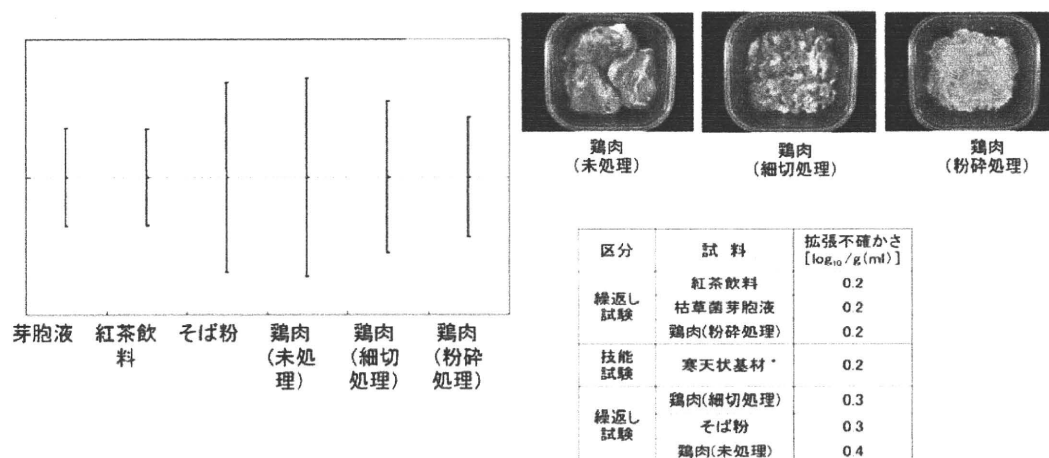 芽胞液
紅茶飲
料
そば粉
鶏肉
(未処
理)
鶏肉
(細切
処理)
鶏肉
(粉砕
処理)
鶏肉
(未処理)
鶏肉
(細切処理)
鶏肉
(粉砕処理)
区分 試料 拡張不確かさ
[log₁₀/g(ml)]
繰返し
試験
紅茶飲料 0.2
枯草菌芽胞液 0.2
鶏肉(粉砕処理) 0.2
技能
試験
寒天状基材* 0.2
繰返し
試験
鶏肉(細切処理) 0.3
そば粉 0.3
鶏肉(未処理) 0.4